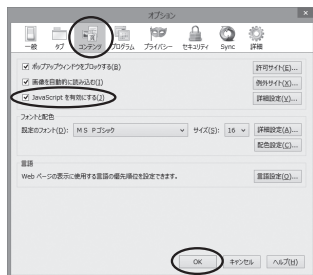 オプション
×
一般 タブ コンテンツ プログラム プライバシー セキュリティ Sync 詳細
ポップアップウィンドウをブロックする(B) 許可サイト(E)...
画像を自動的に読み込む(I) 例外サイト(X)...
JavaScript を有効にする(J) 詳細設定(V)...
フォントと配色
既定のフォント(D): MS Pゴシック サイズ(S): 16 詳細設定(A)...
配色設定(C)...
言語
Web ページの表示に使用する言語の優先順位を設定できます。 言語設定(O)...
OK キャンセル ヘルプ(H)